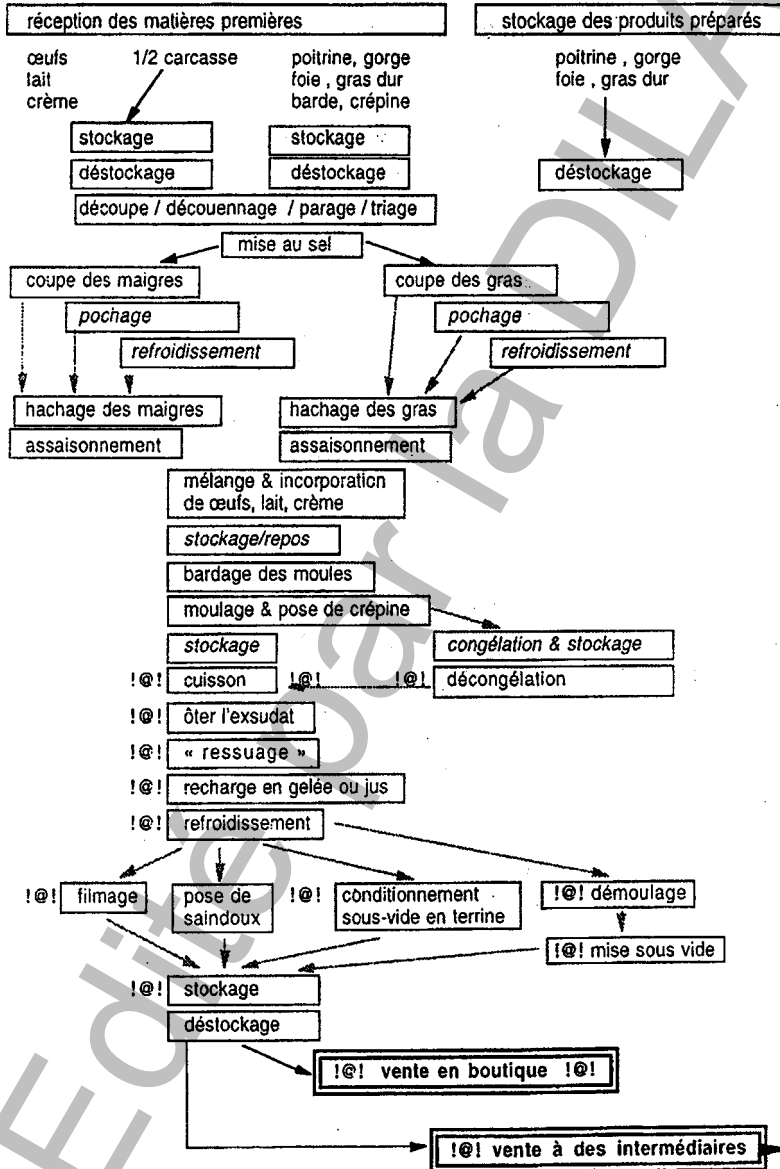 réception des matières premières
stockage des produits préparés
œufs
lait
crème
1/2 carcasse
poitrine, gorge
foie, gras dur
barde, crépine
poitrine , gorge
foie , gras dur
stockage
stockage
déstockage
déstockage
déstockage
découpe / découennage / parage / triage
mise au sel
coupe des maigres
coupe des gras
pochage
pochage
refroidissement
refroidissement
hachage des maigres
hachage des gras
assaisonnement
assaisonnement
mélange & incorporation
de œufs, lait, crème
stockage/repos
bardage des moules
moulage & pose de crépine
stockage
congélation & stockage
!@! cuisson !@! !@! décongélation
!@! ôter l'exsudat
!@! « ressuage »
!@! recharge en gelée ou jus
!@! refroidissement
!@! filmage
pose de
saindoux
!@! conditionnement
sous-vide en terrine
!@! démoulage
!@! mise sous vide
!@! stockage
déstockage
!@! vente en boutique !@!
!@! vente à des intermédiaires
Edité par la DILA